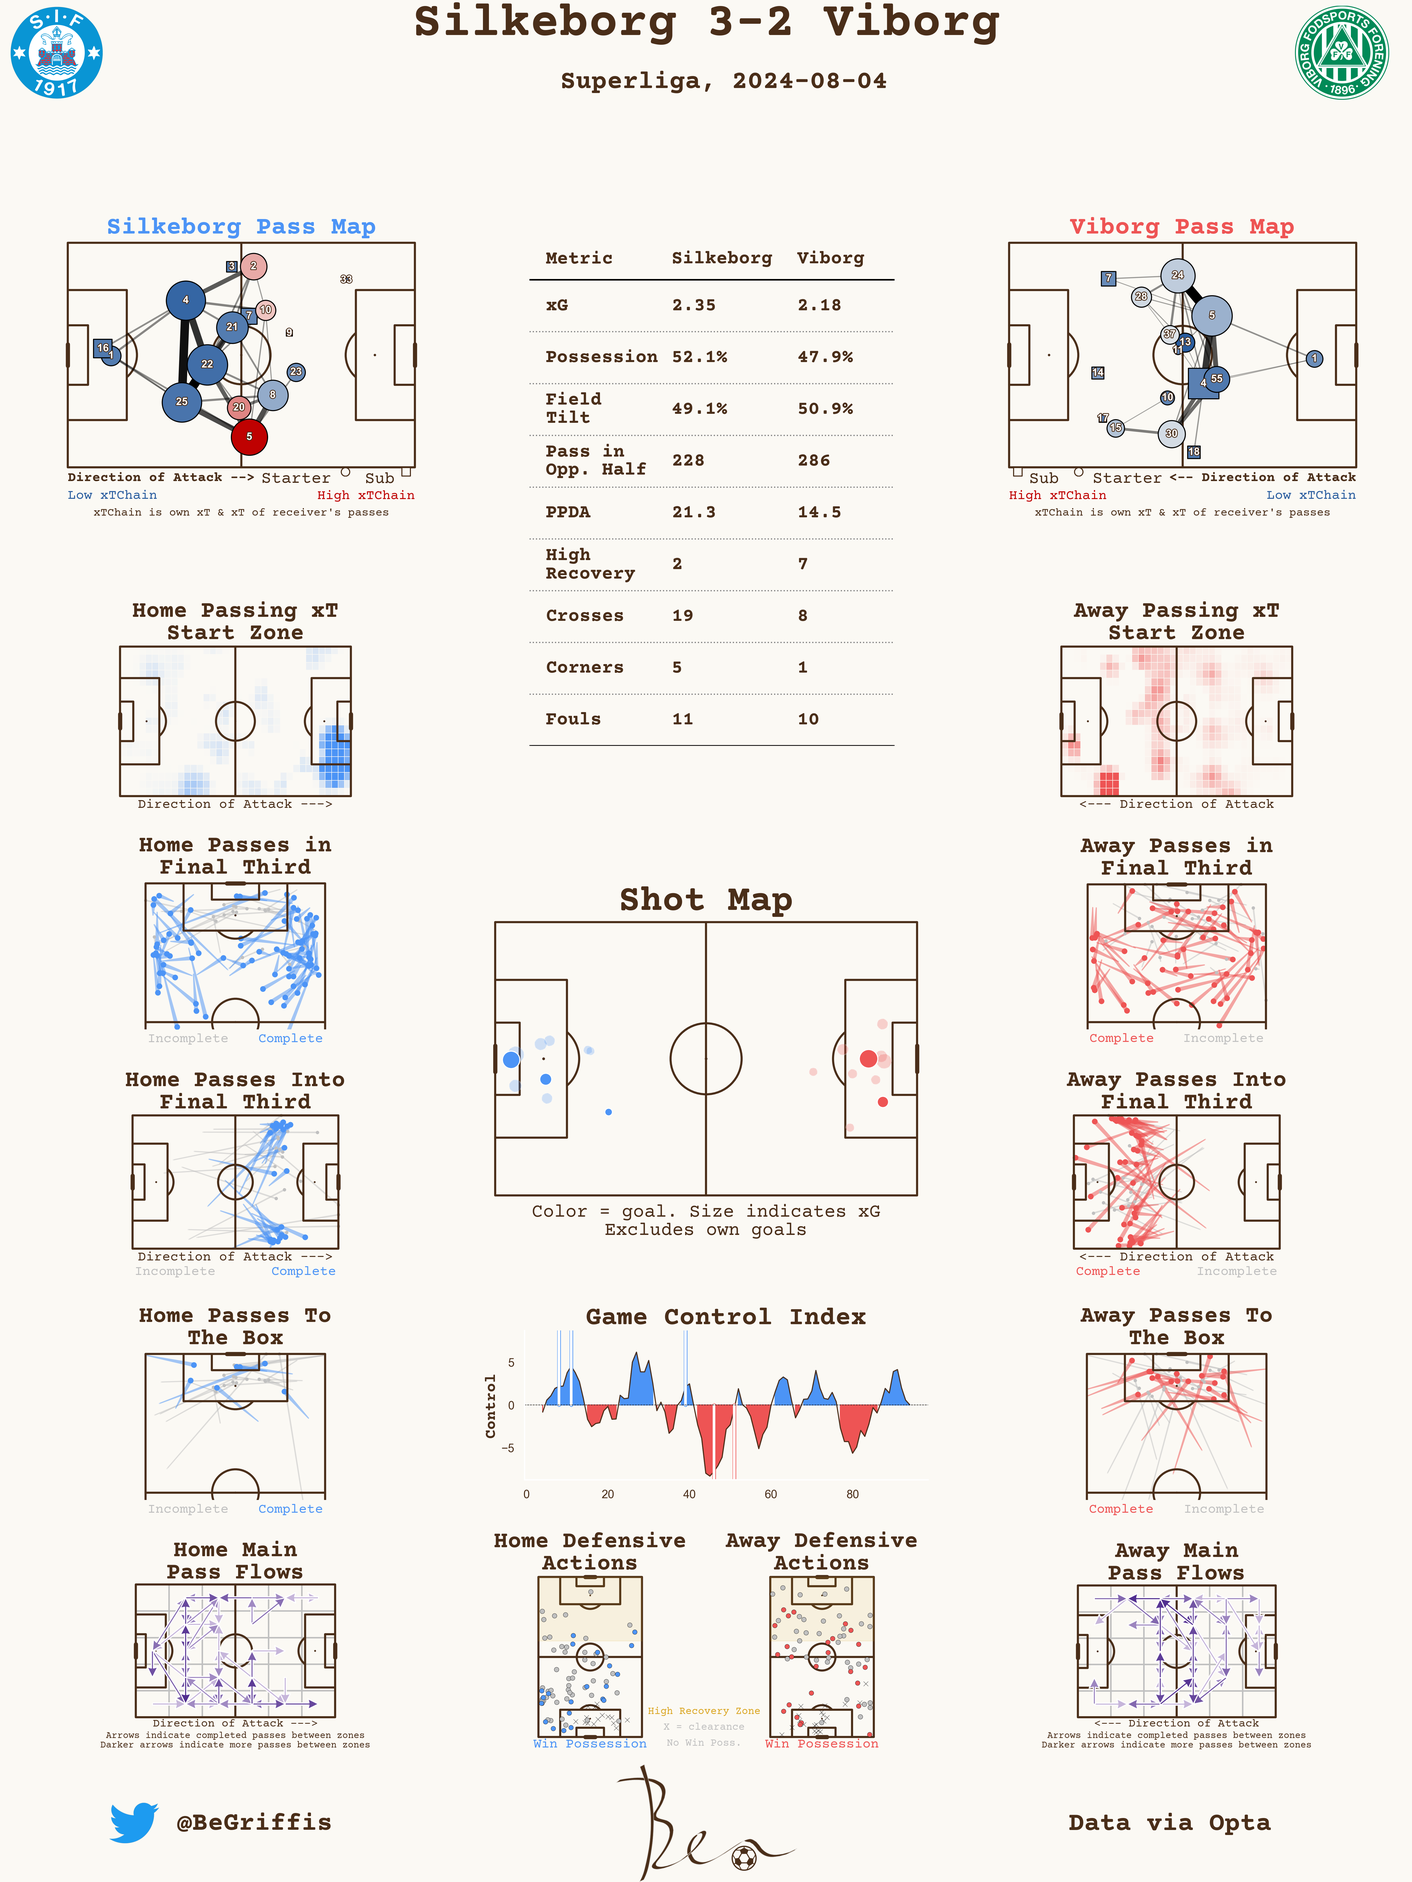 Silkeborg 3-2 Viborg
Superliga, 2024-08-04
S·I·F
1917
VIBORG FODSPORTS FORENING
·1896·
Silkeborg Pass Map
3
2
33
4
10
7
21
9
16
1
22
23
25
8
20
5
Direction of Attack --> Starter Sub
Low xTChain High xTChain
xTChain is own xT & xT of receiver's passes
Metric Silkeborg Viborg
xG 2.35 2.18
Possession 52.1% 47.9%
Field
Tilt 49.1% 50.9%
Pass in
Opp. Half 228 286
PPDA 21.3 14.5
High
Recovery 2 7
Crosses 19 8
Corners 5 1
Fouls 11 10
Viborg Pass Map
7
24
28
5
37
13
11
1
14
4
55
10
17
15
30
18
Sub Starter <-- Direction of Attack
High xTChain Low xTChain
xTChain is own xT & xT of receiver's passes
Home Passing xT
Start Zone
Direction of Attack --->
Away Passing xT
Start Zone
<--- Direction of Attack
Home Passes in
Final Third
Incomplete Complete
Away Passes in
Final Third
Complete Incomplete
Shot Map
Color = goal. Size indicates xG
Excludes own goals
Home Passes Into
Final Third
Direction of Attack --->
Incomplete Complete
Away Passes Into
Final Third
<--- Direction of Attack
Complete Incomplete
Home Passes To
The Box
Incomplete Complete
Game Control Index
Control
5
0
−5
0 20 40 60 80
Away Passes To
The Box
Complete Incomplete
Home Main
Pass Flows
Direction of Attack --->
Arrows indicate completed passes between zones
Darker arrows indicate more passes between zones
Home Defensive
Actions
Win Possession
High Recovery Zone
X = clearance
No Win Poss.
Away Defensive
Actions
Win Possession
Away Main
Pass Flows
<--- Direction of Attack
Arrows indicate completed passes between zones
Darker arrows indicate more passes between zones
@BeGriffis
Ben
Data via Opta